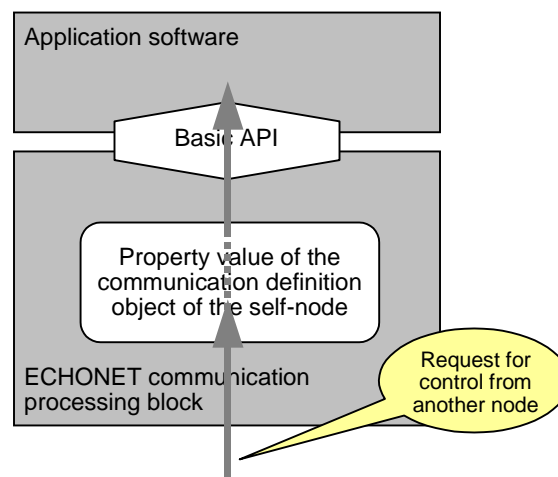 Application software
Basic API
Property value of the
communication definition
object of the self-node
ECHONET communication
processing block
Request for
control from
another node